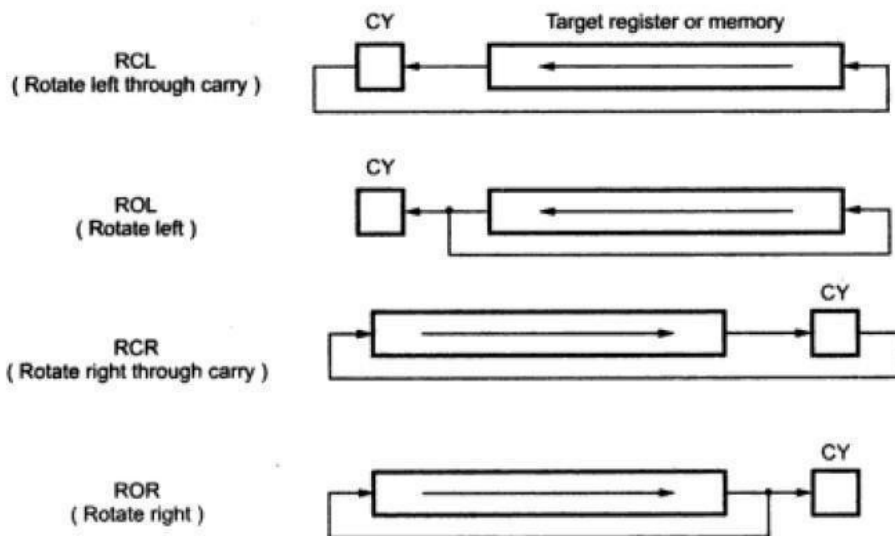 CY
Target register or memory
RCL
( Rotate left through carry )
CY
ROL
( Rotate left )
CY
RCR
( Rotate right through carry )
CY
ROR
( Rotate right )